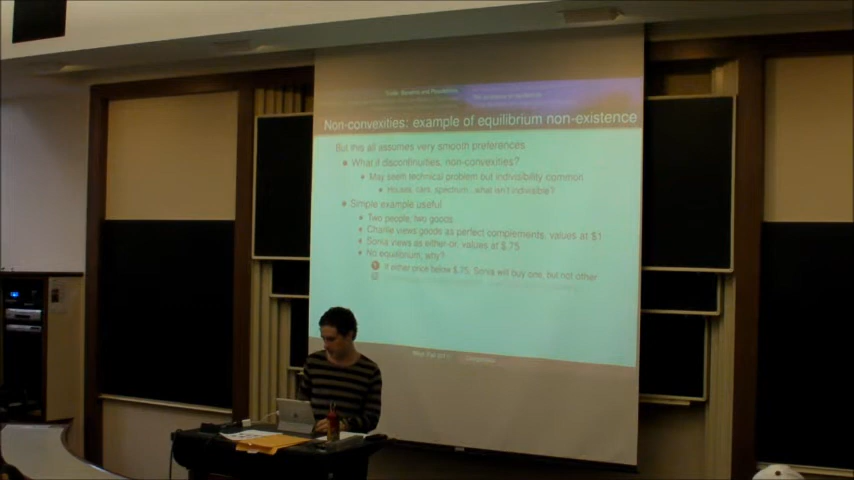 Non-convexities: example of equilibrium non-existence
But this all assumes very smooth preferences
What if discontinuities, non-convexities?
May seem technical problem but indivisibility common
Houses, cars, spectrum...what isn't indivisible?
Simple example useful
Two people, two goods
Charlie views goods as perfect complements, values at $1
Sonia views as either or, values at $.75
No equilibrium, why?
1 If either price below $.75, Sonia will buy one, but not other
2